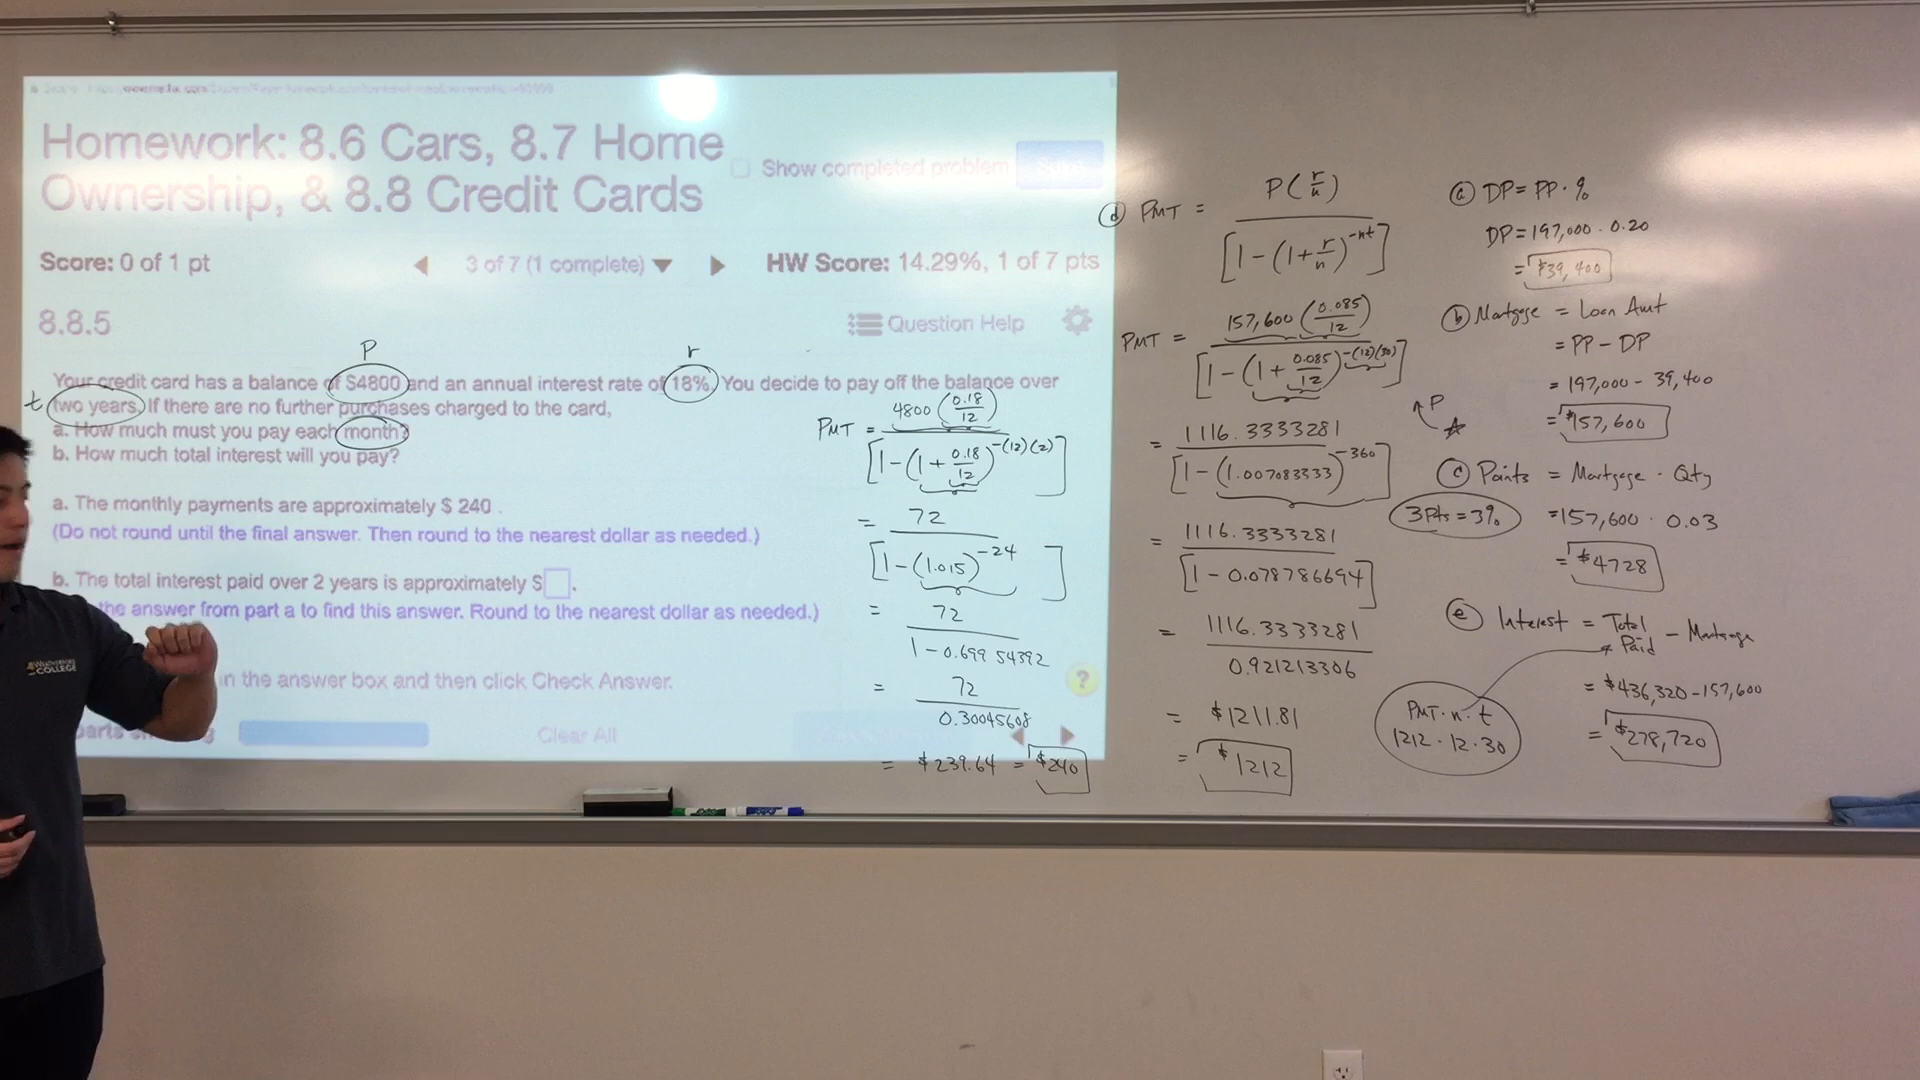 Homework: 8.6 Cars, 8.7 Home
Ownership, & 8.8 Credit Cards
Show completed problem
Save
Score: 0 of 1 pt
3 of 7 (1 complete)
HW Score: 14.29%, 1 of 7 pts
8.8.5
Question Help
P
r
Your credit card has a balance of $4800 and an annual interest rate of 18%. You decide to pay off the balance over
t
two years. If there are no further purchases charged to the card,
a. How much must you pay each month?
b. How much total interest will you pay?
a. The monthly payments are approximately $ 240 .
(Do not round until the final answer. Then round to the nearest dollar as needed.)
b. The total interest paid over 2 years is approximately $ .
the answer from part a to find this answer. Round to the nearest dollar as needed.)
in the answer box and then click Check Answer.
?
Clear All
COLLEGE
PMT = 4800 (0.18/12) / [1-(1+0.18/12)^-(12)(2)]
= 72 / [1-(1.015)^-24]
= 72 / 1-0.69954392
= 72 / 0.30045608
= $239.64 = $240
(d) PMT = P(r/n) / [1-(1+r/n)^-nt]
PMT = 157,600 (0.085/12) / [1-(1+0.085/12)^-(12)(30)]
= 1116.3333281 / [1-(1.007083333)^-360]
= 1116.3333281 / [1-0.078786694]
= 1116.3333281 / 0.921213306
= $1211.81
= $1212
(a) DP = PP · %
DP = 197,000 · 0.20
= $39,400
(b) Mortgage = Loan Amt
= PP - DP
= 197,000 - 39,400
= $157,600
P
(c) Points = Mortgage · Qty
3Pts = 3%
= 157,600 · 0.03
= $4728
(e) Interest = Total Paid - Mortgage
= $436,320 - 157,600
= $278,720
PMT · n · t
1212 · 12 · 30